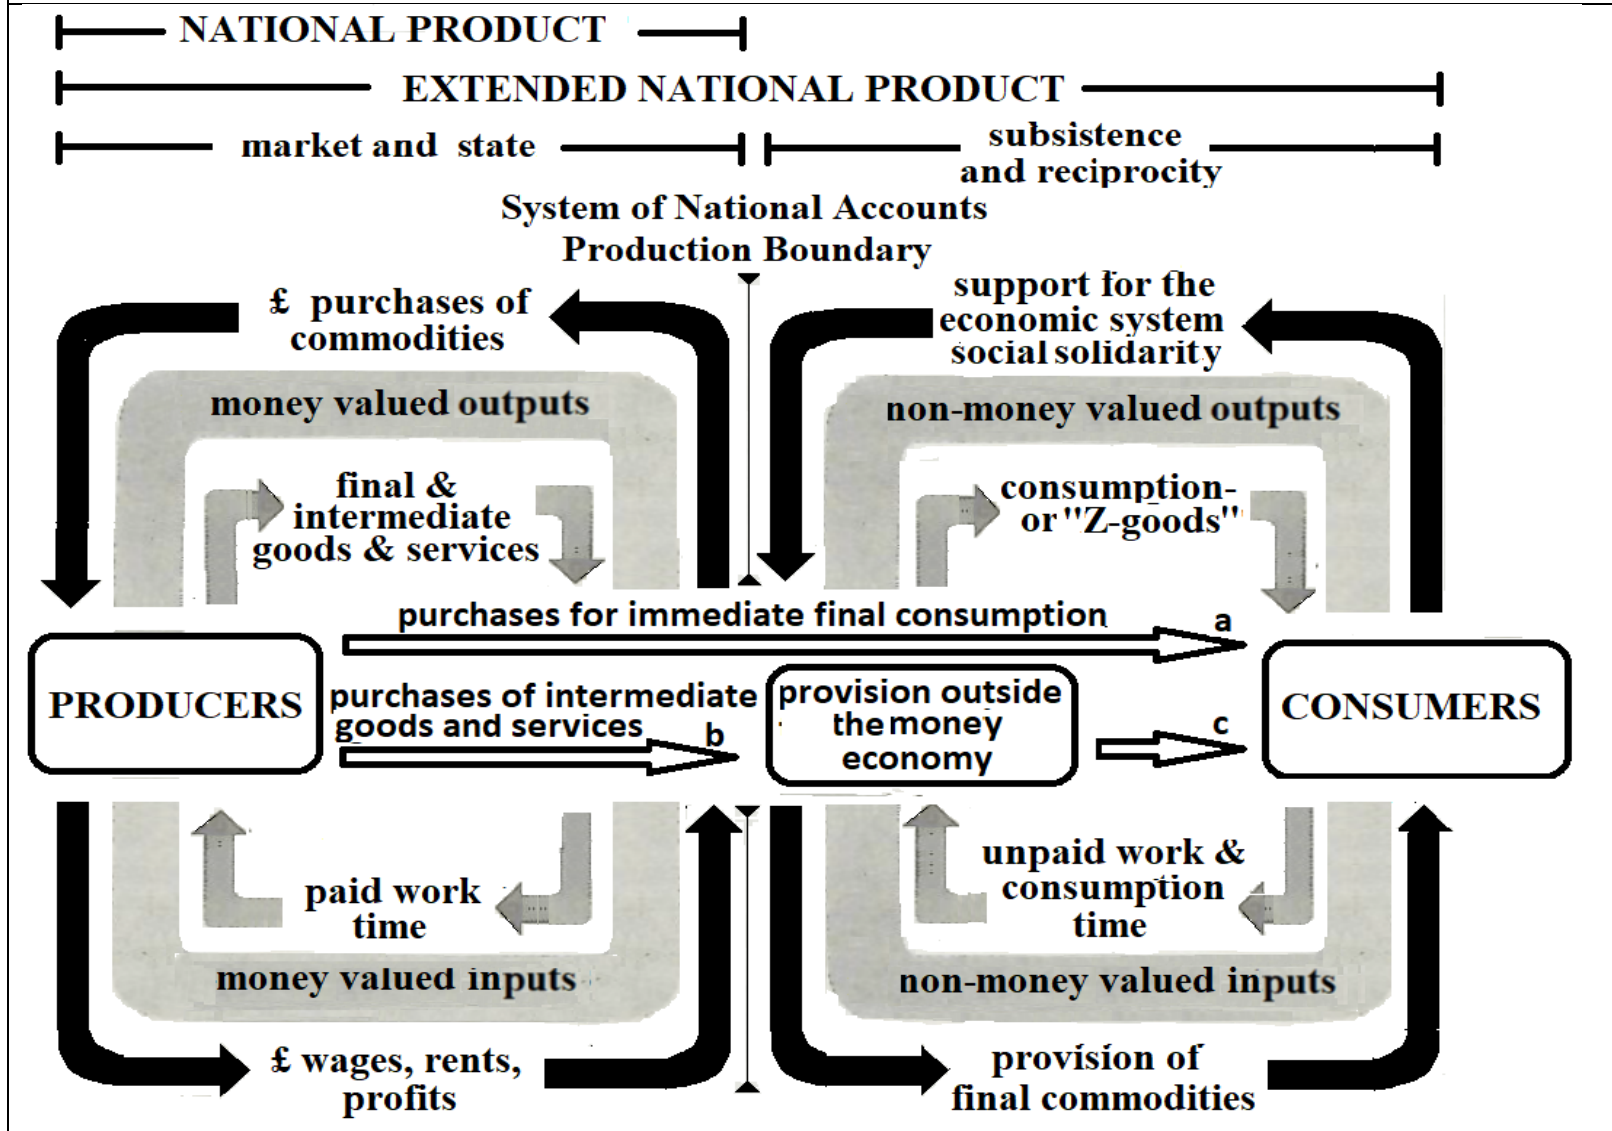 NATIONAL PRODUCT
EXTENDED NATIONAL PRODUCT
market and state
subsistence
and reciprocity
System of National Accounts
Production Boundary
£ purchases of
commodities
support for the
economic system
social solidarity
money valued outputs
non-money valued outputs
final &
intermediate
goods & services
consumption-
or "Z-goods"
purchases for immediate final consumption
a
PRODUCERS
purchases of intermediate
goods and services
b
provision outside
the money
economy
c
CONSUMERS
paid work
time
unpaid work &
consumption
time
money valued inputs
non-money valued inputs
£ wages, rents,
profits
provision of
final commodities